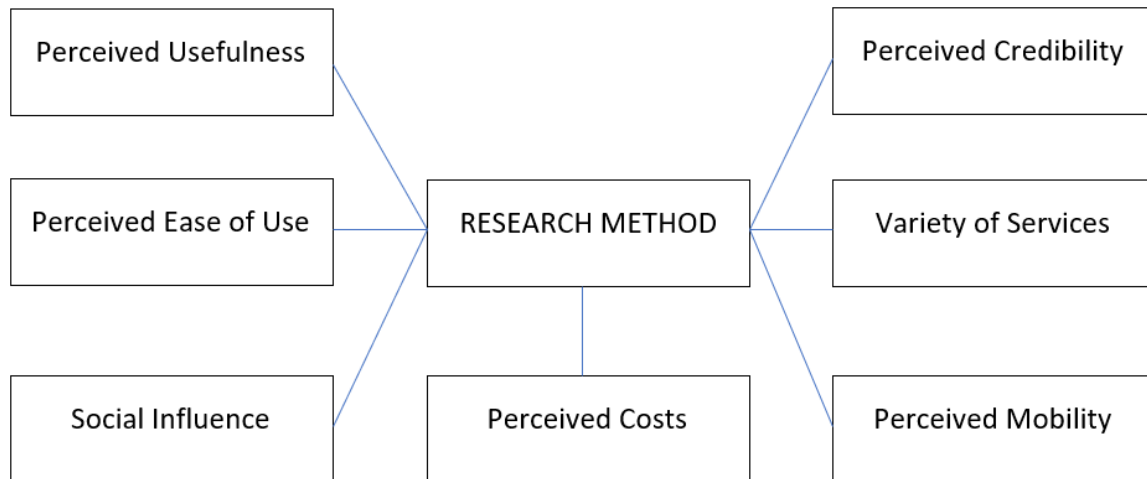 Perceived Usefulness
Perceived Credibility
Perceived Ease of Use
RESEARCH METHOD
Variety of Services
Social Influence
Perceived Costs
Perceived Mobility